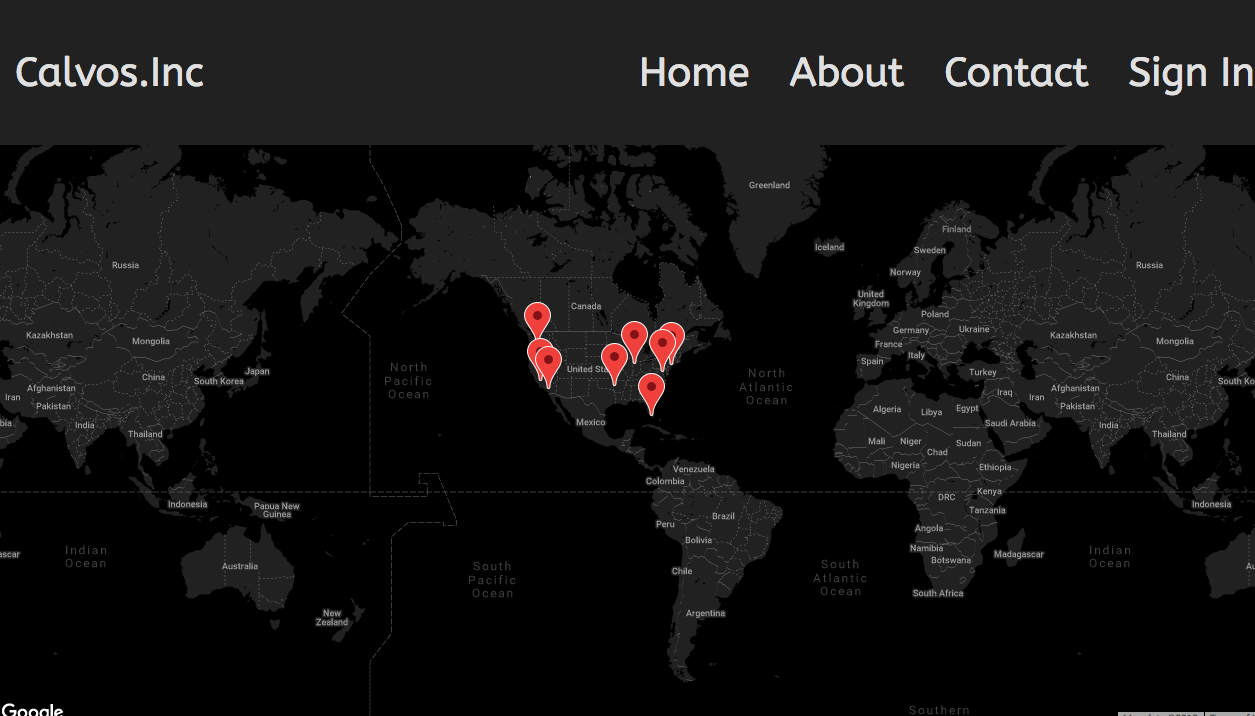 Calvos.Inc
Home About Contact Sign In
Greenland
Finland
Iceland
Sweden
Russia
Russia
Norway
United
Kingdom
Canada
Poland
Kazakhstan
Mongolia
Germany
Ukraine
Kazakhstan
Mongolia
France
Italy
Spain
North
Pacific
Ocean
United Sta
North
Atlantic
Ocean
Turkey
Japan
South Korea
China
China
South Ko
Afghanistan
Afghanistan
Iran
Pakistan
Iraq
Iran
Pakistan
Algeria
Libya
Egypt
bia
India
Mexico
Saudi Arabia
India
Thailand
Thailand
Mali
Niger
Sudan
Chad
Nigeria
Ethiopia
Venezuela
Colombia
Indonesia
Papua New
Guinea
DRC
Kenya
Indonesia
Tanzania
Peru
Brazil
Angola
Bolivia
Namibia
Botswana
Madagascar
ascar
Indian
Ocean
Australia
South
Pacific
Ocean
Chile
South
Atlantic
Ocean
Indian
Ocean
Au
South Africa
New
Zealand
Argentina
Google
Southern